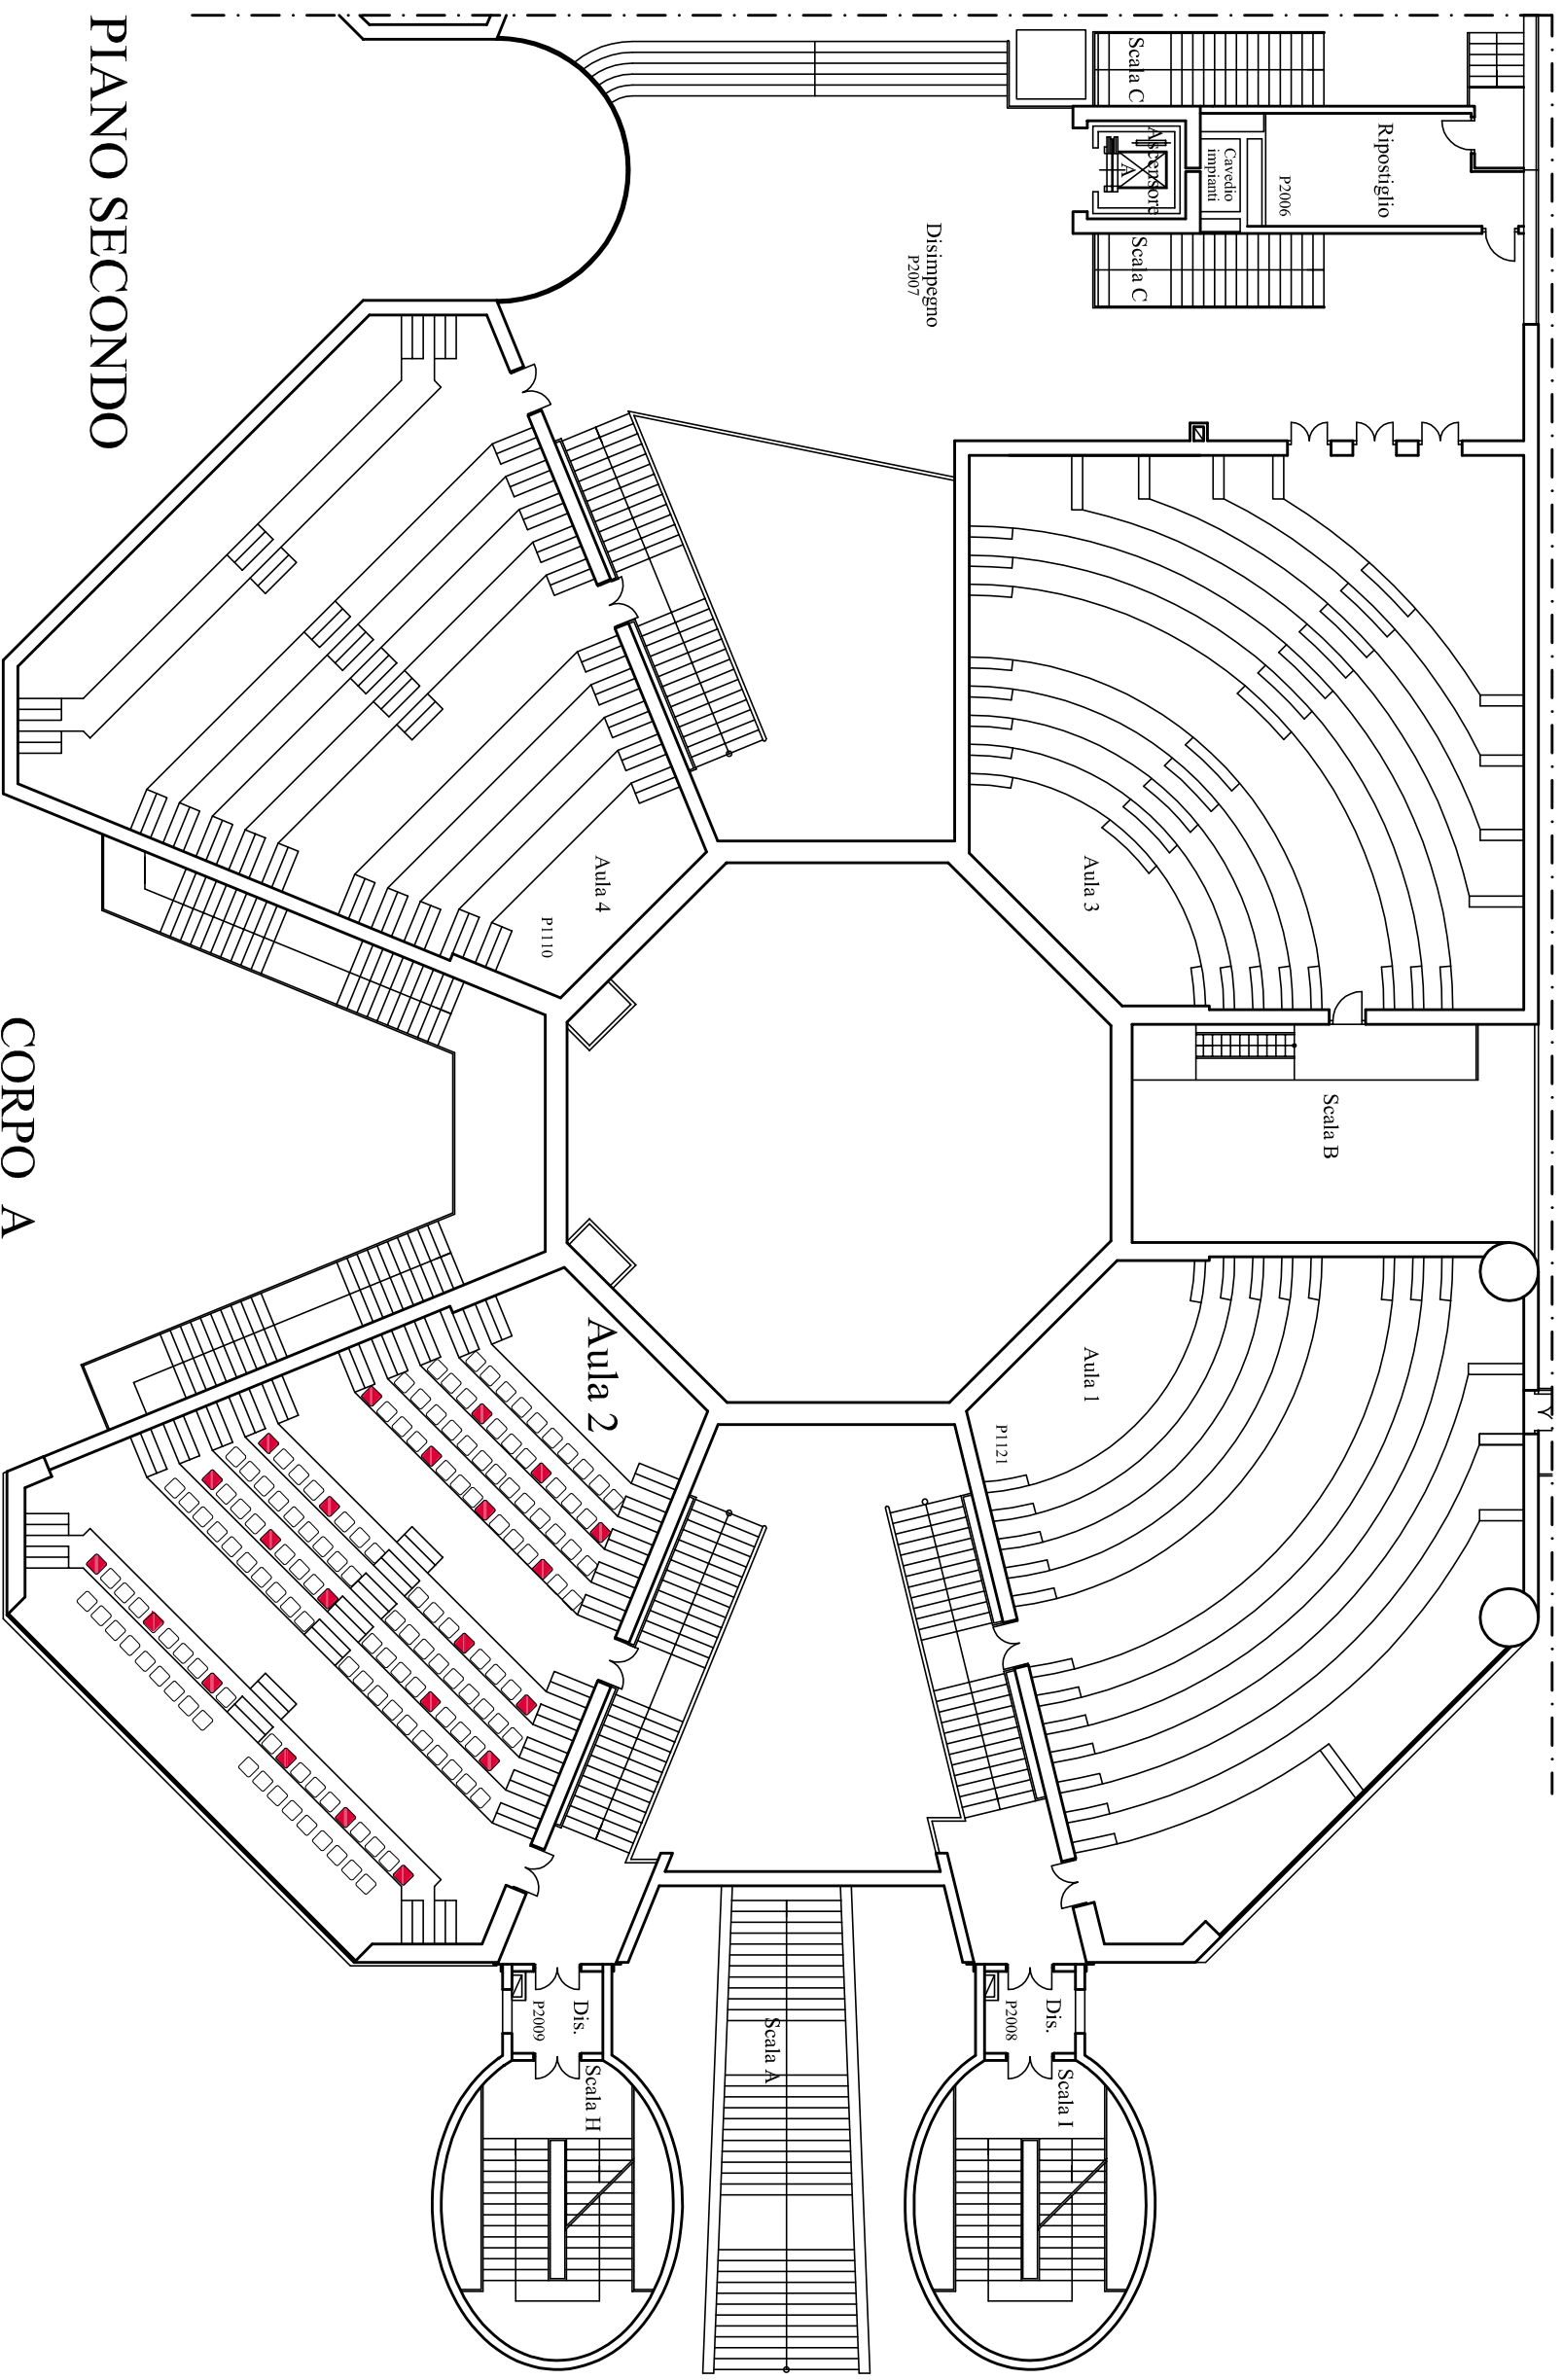 Scala C
Ascensore
A
Cavedio
impianti
P2006
Ripostiglio
Scala C
Disimpegno
P2007
PIANO SECONDO
Aula 3
Aula 4
P1110
Scala B
CORPO A
Aula 1
P1121
Aula 2
Dis.
P2008
Scala I
Scala A
Dis.
P2009
Scala H